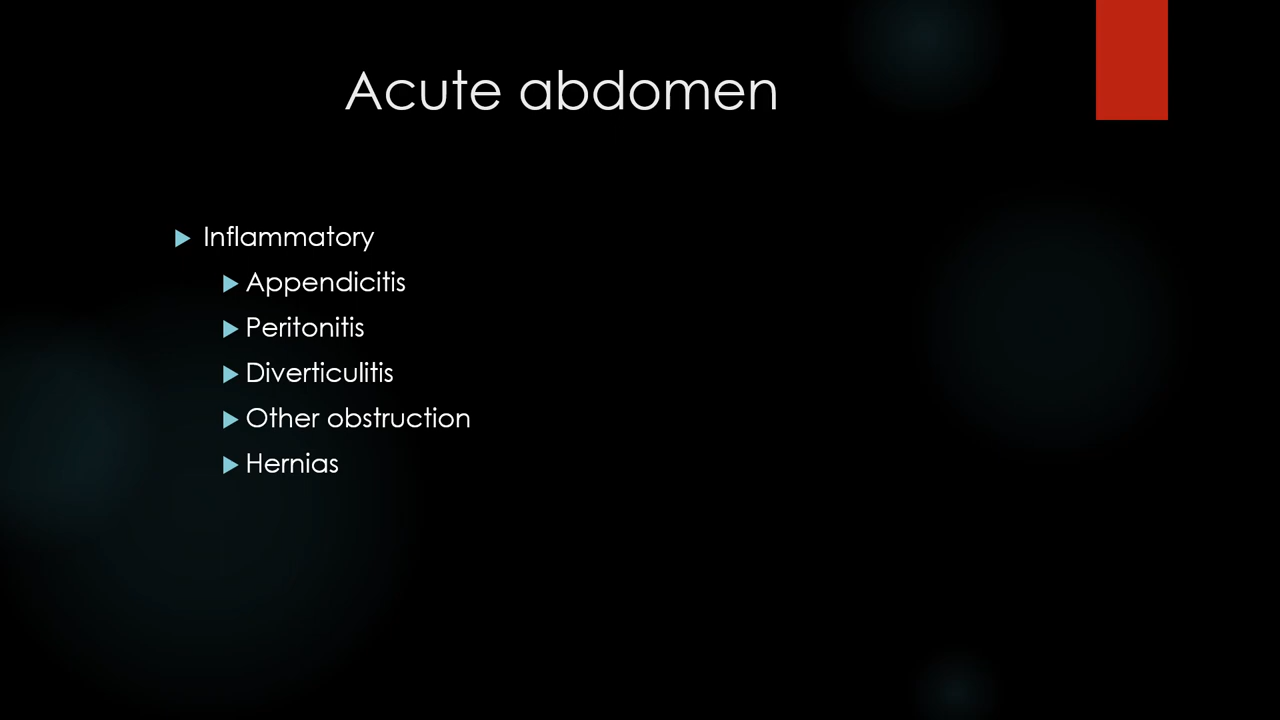 Acute abdomen
Inflammatory
Appendicitis
Peritonitis
Diverticulitis
Other obstruction
Hernias